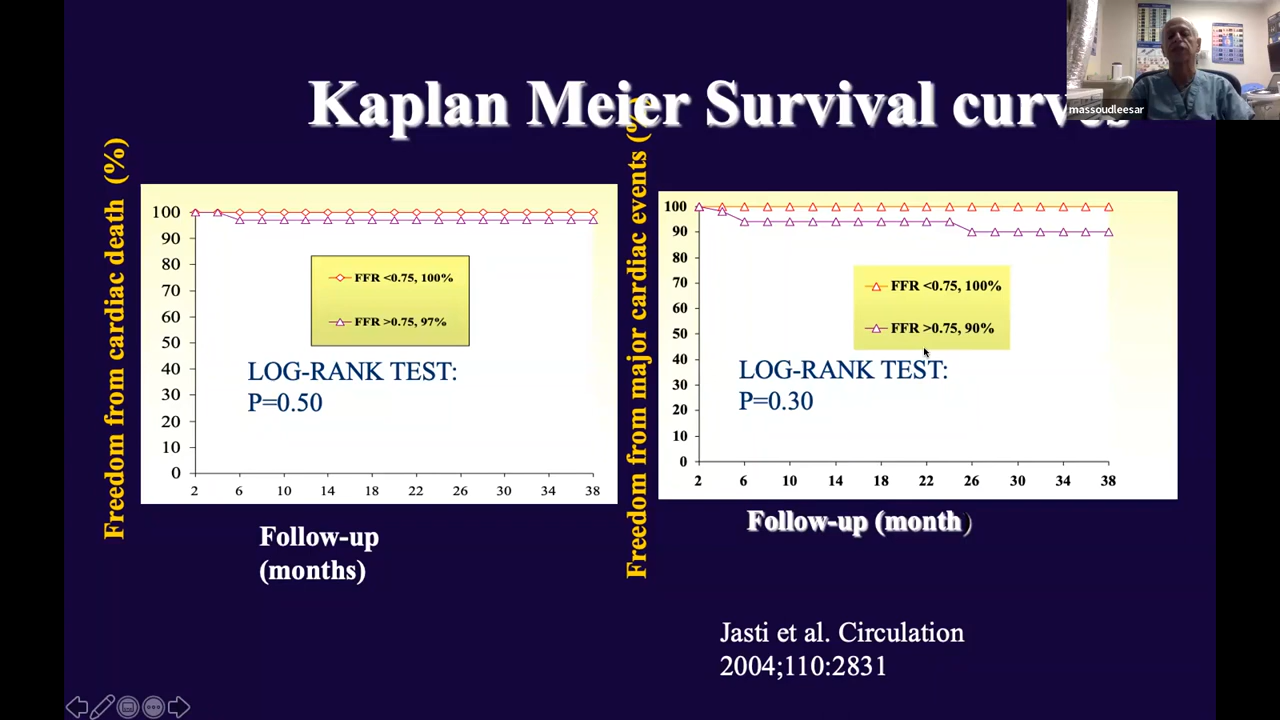 Kaplan Meier Survival curves
massoudleesar
Freedom from cardiac death (%)
100
90
80
70
60
50
40
30
20
10
0
FFR <0.75, 100%
FFR >0.75, 97%
LOG-RANK TEST:
P=0.50
2 6 10 14 18 22 26 30 34 38
Follow-up
(months)
Freedom from major cardiac events (%)
100
90
80
70
60
50
40
30
20
10
0
FFR <0.75, 100%
FFR >0.75, 90%
LOG-RANK TEST:
P=0.30
2 6 10 14 18 22 26 30 34 38
Follow-up (month)
Jasti et al. Circulation
2004;110:2831